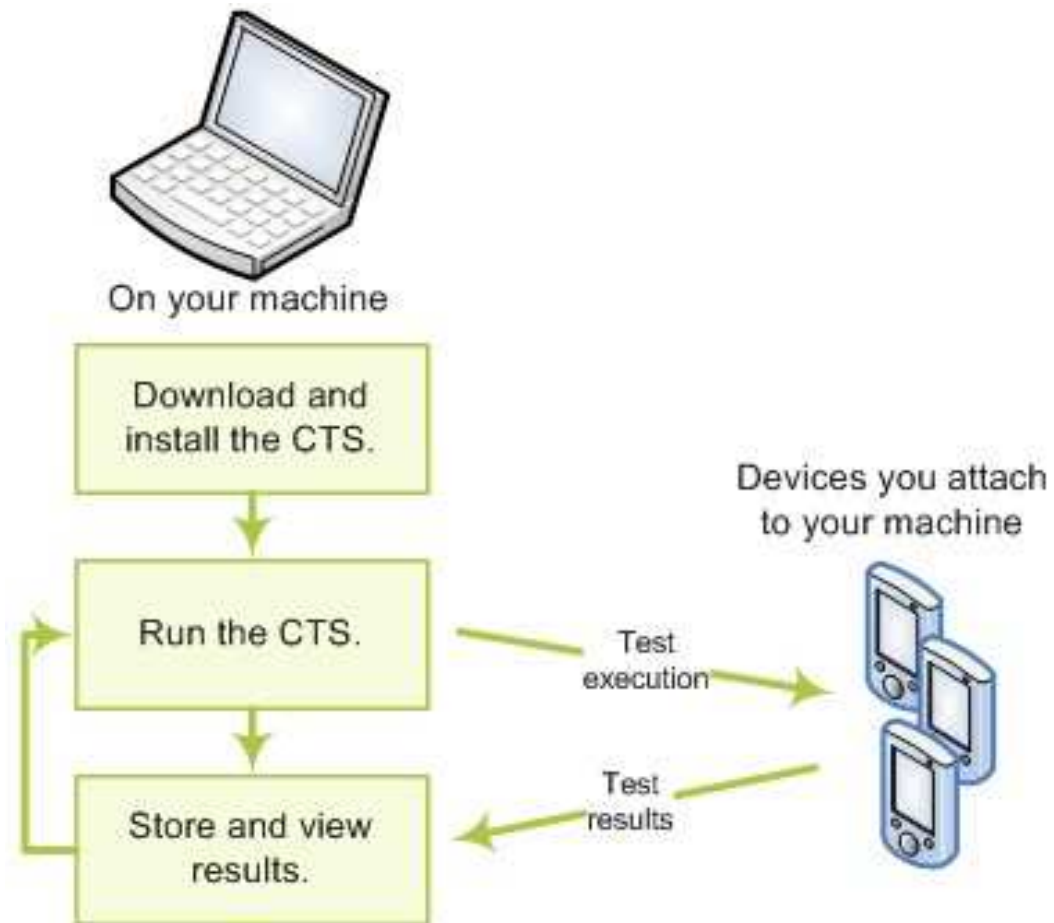 On your machine
Download and
install the CTS.
Devices you attach
to your machine
Run the CTS.
Test
execution
Test
results
Store and view
results.